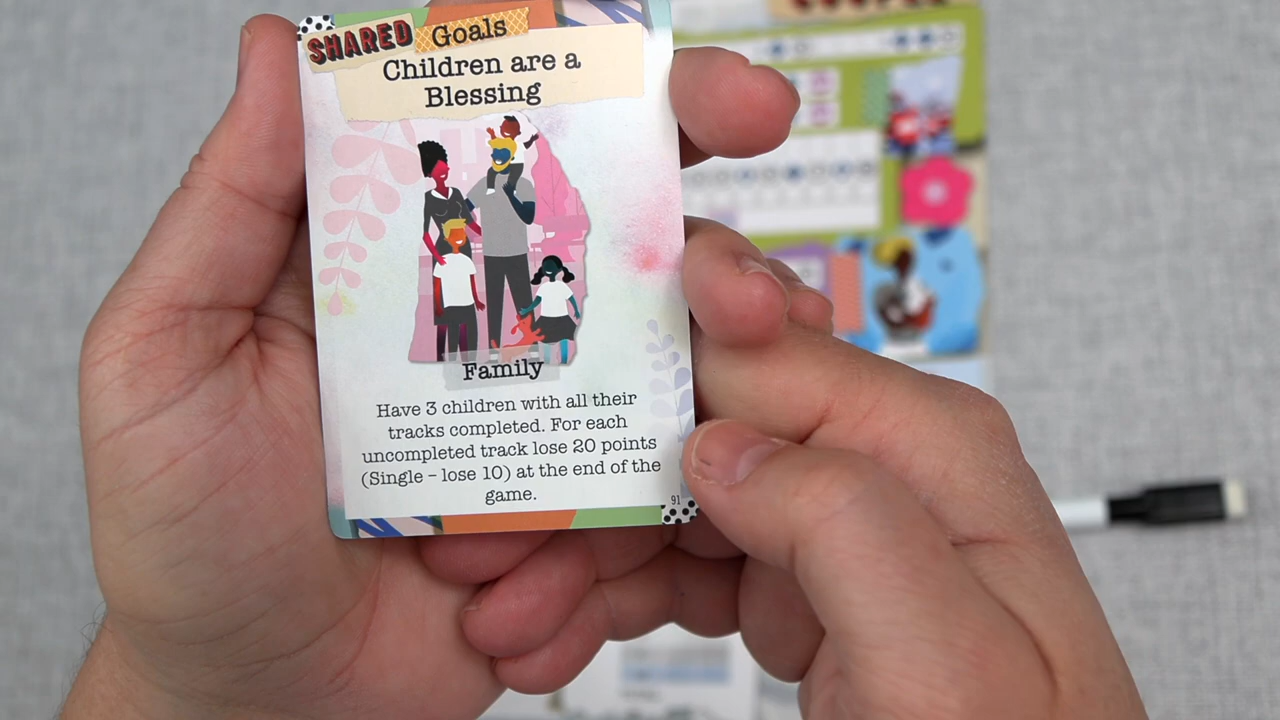 SHARED Goals
Children are a
Blessing
Family
Have 3 children with all their
tracks completed. For each
uncompleted track lose 20 points
(Single – lose 10) at the end of the
game.
91